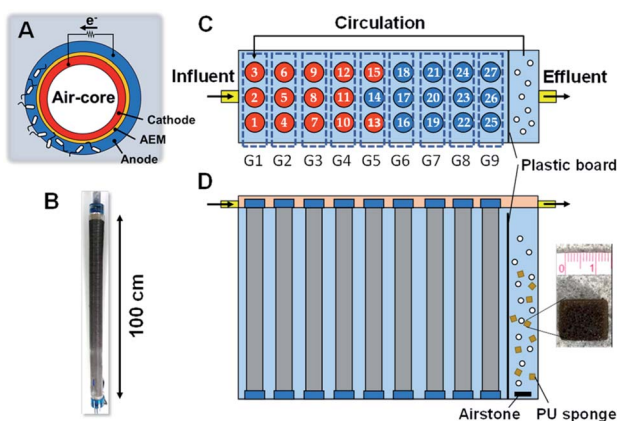 A
e⁻
Air-core
Cathode
AEM
Anode
B
100 cm
C
Circulation
Influent
Effluent
3 6 9 12 15 18 21 24 27
2 5 8 11 14 17 20 23 26
1 4 7 10 13 16 19 22 25
G1 G2 G3 G4 G5 G6 G7 G8 G9
Plastic board
D
0 1
Airstone
PU sponge